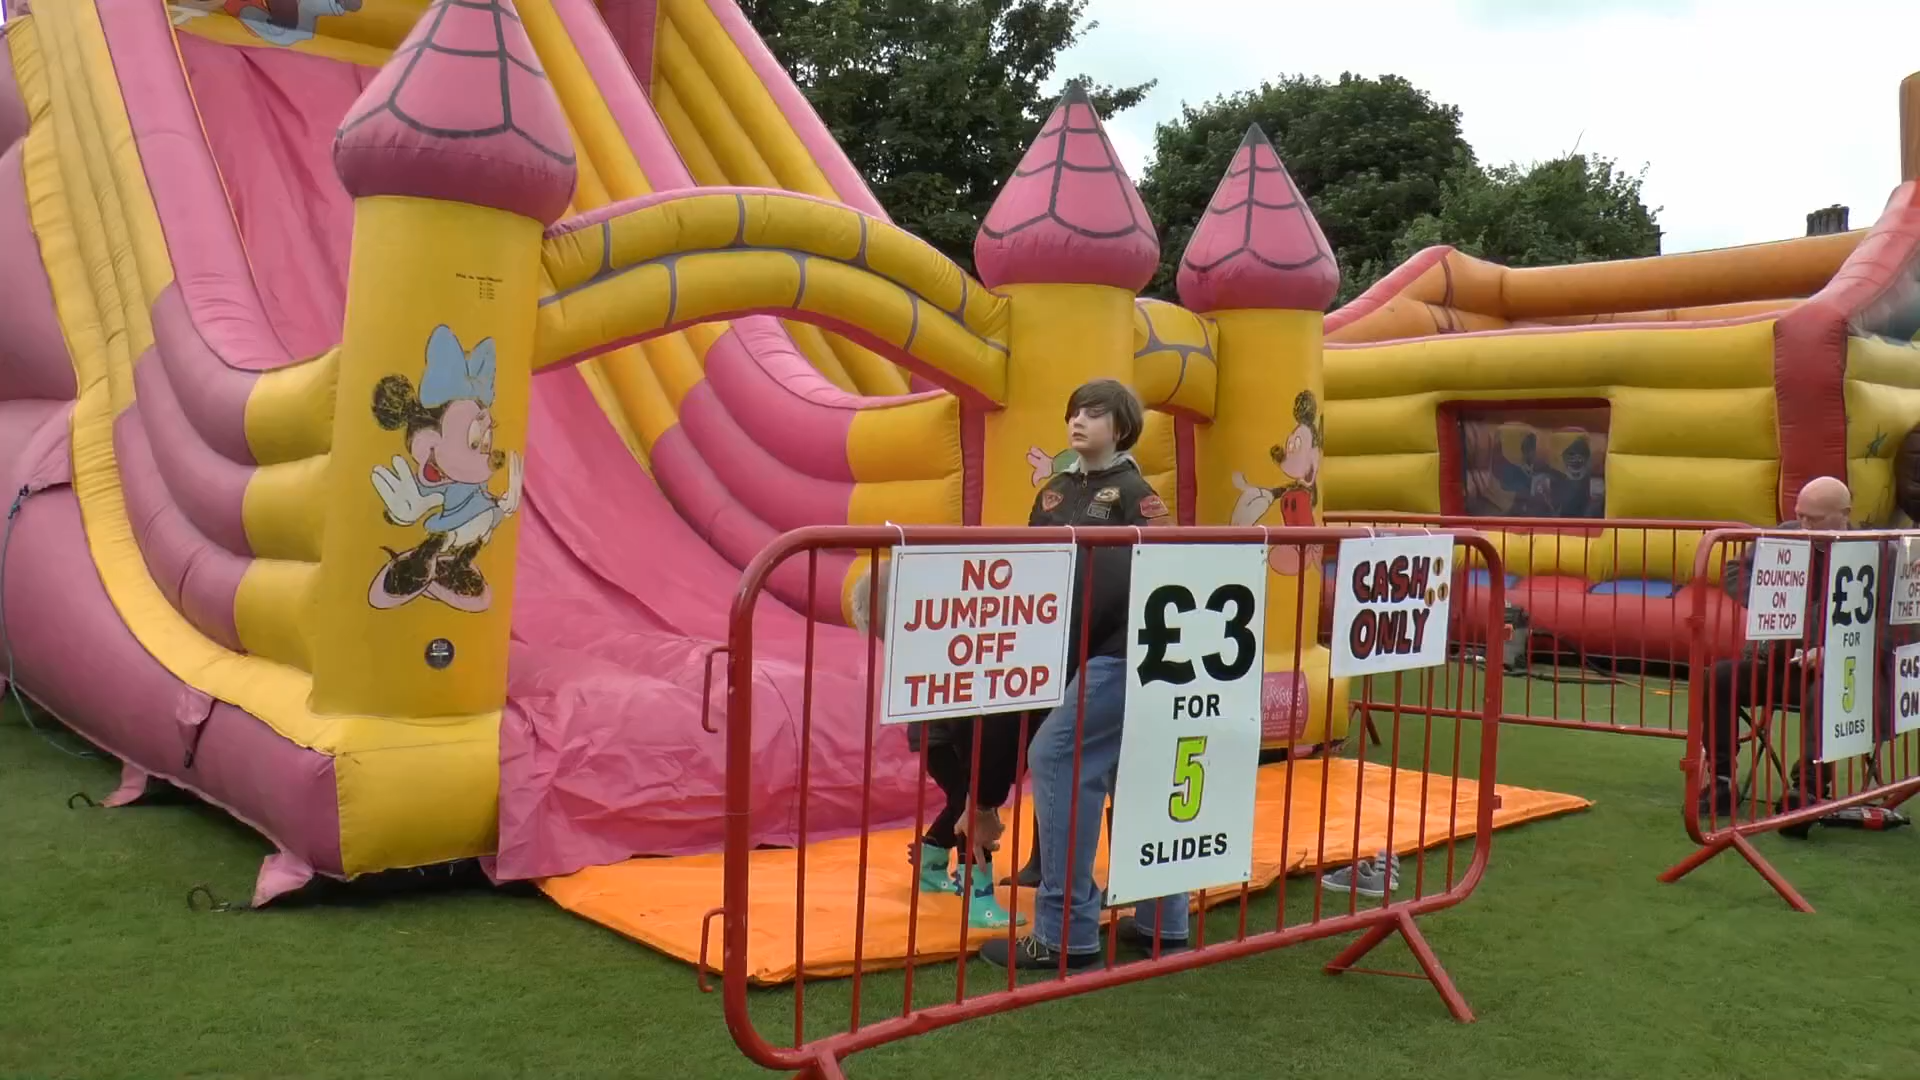 NO
JUMPING
OFF
THE TOP
£3
FOR
5
SLIDES
CASH
ONLY
NO
BOUNCING
ON
THE TOP
£3
FOR
5
SLIDES